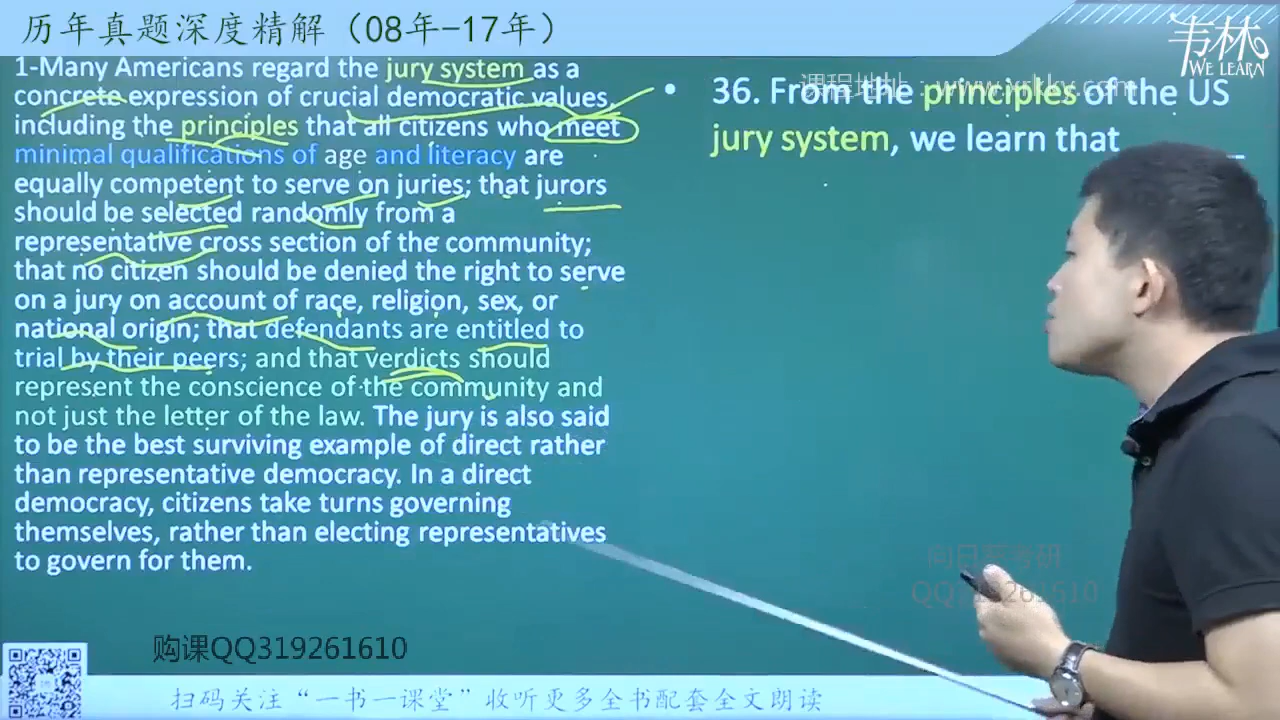 历年真题深度精解（08年-17年）
韦林
WE LEARN
1-Many Americans regard the jury system as a
concrete expression of crucial democratic values,
including the principles that all citizens who meet
minimal qualifications of age and literacy are
equally competent to serve on juries; that jurors
should be selected randomly from a
representative cross section of the community;
that no citizen should be denied the right to serve
on a jury on account of race, religion, sex, or
national origin; that defendants are entitled to
trial by their peers; and that verdicts should
represent the conscience of the community and
not just the letter of the law. The jury is also said
to be the best surviving example of direct rather
than representative democracy. In a direct
democracy, citizens take turns governing
themselves, rather than electing representatives
to govern for them.
• 36. From the principles of the US
jury system, we learn that
课程地址：
QQ319261610
购课QQ319261610
扫码关注“一书一课堂”收听更多全书配套全文朗读